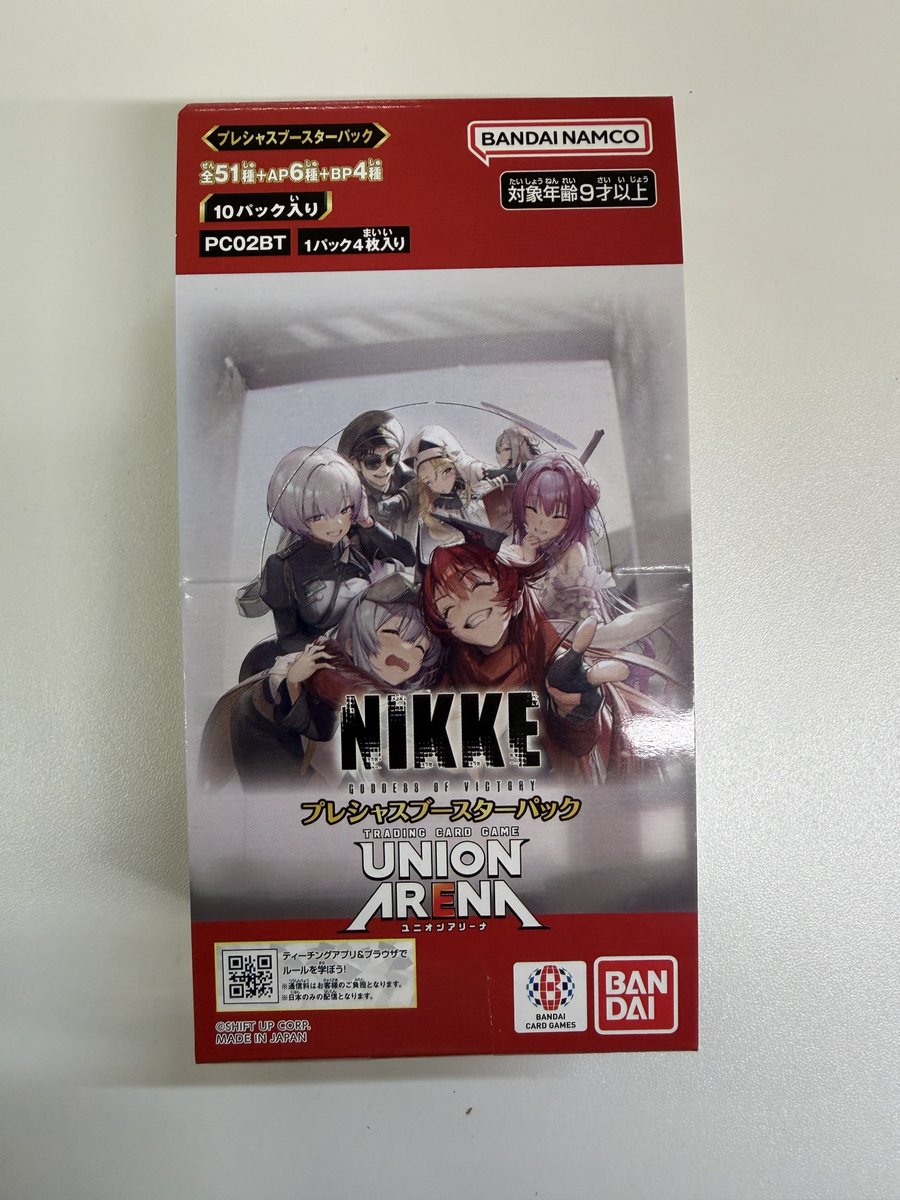 プレシャスブースターパック
全51種+AP6種+BP4種
10パック入り
PC02BT
1パック4枚入り
BANDAI NAMCO
対象年齢9才以上
NIKKE
GODDESS OF VICTORY
プレシャスブースターパック
TRADING CARD GAME
UNION
ARENA
ユニオンアリーナ
ティーチングアプリ&ブラウザで
ルールを学ぼう!
※通信料はお客様のご負担となります。
※日本のみの配信となります。
©SHIFT UP CORP.
MADE IN JAPAN
BANDAI
CARD GAMES
BAN
DAI